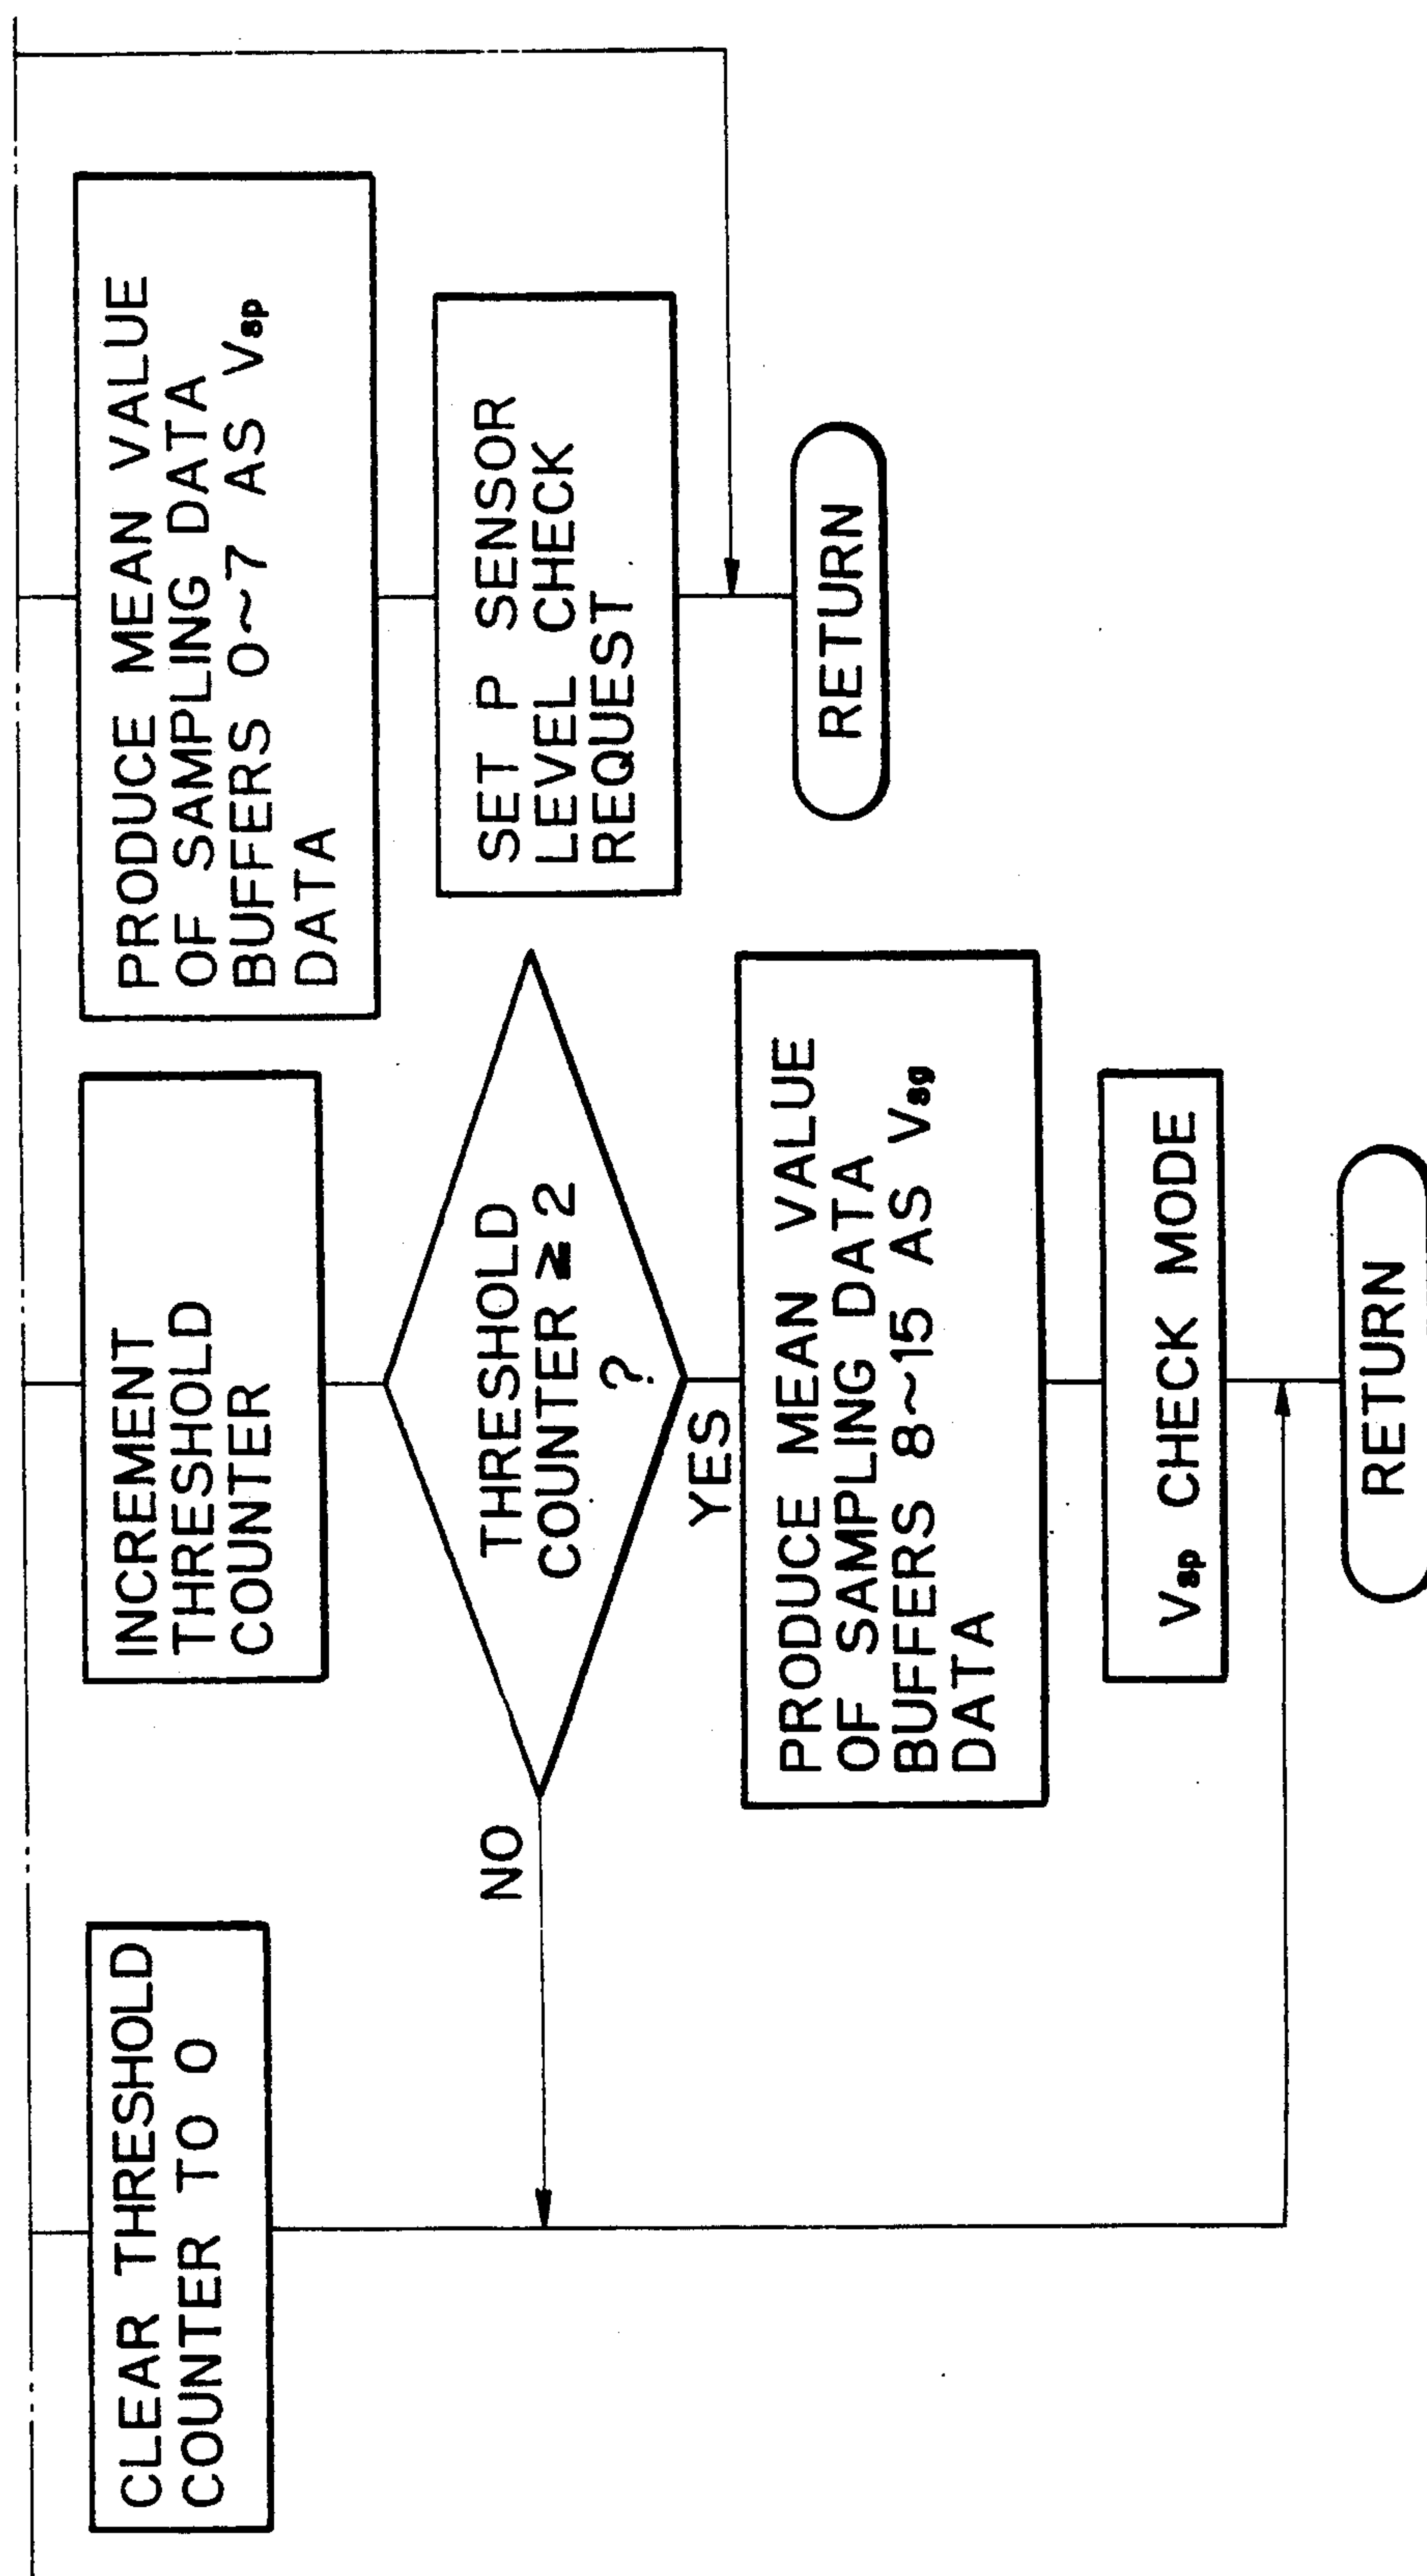 CLEAR THRESHOLD
COUNTER TO 0
INCREMENT
THRESHOLD
COUNTER
THRESHOLD
COUNTER ≧ 2
?
NO
YES
PRODUCE MEAN VALUE
OF SAMPLING DATA
BUFFERS 8~15 AS Vsg
DATA
Vsp CHECK MODE
RETURN
PRODUCE MEAN VALUE
OF SAMPLING DATA
BUFFERS 0~7 AS Vsp
DATA
SET P SENSOR
LEVEL CHECK
REQUEST
RETURN